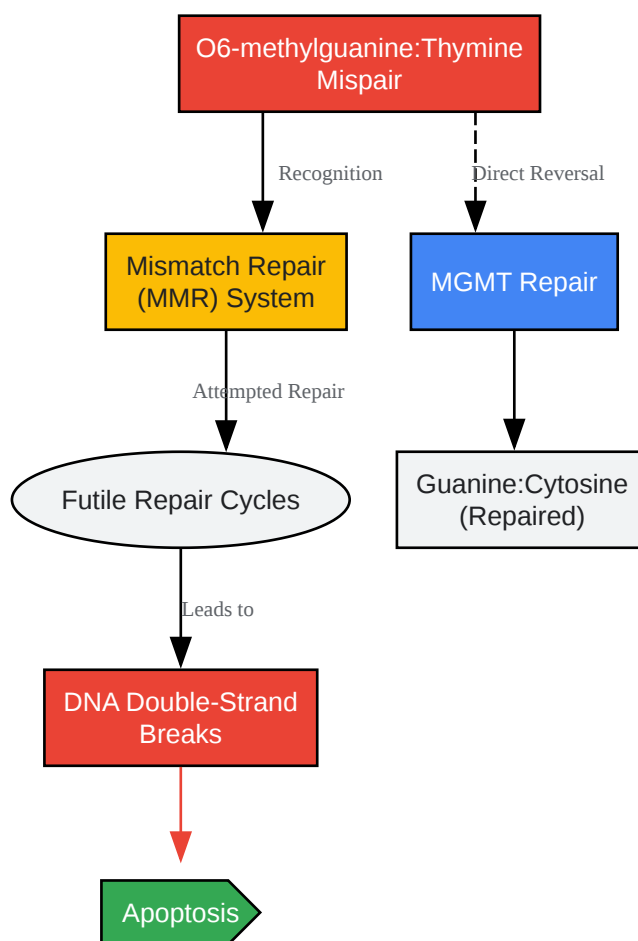 O6-methylguanine:Thymine
Mispair
Recognition
Direct Reversal
Mismatch Repair
(MMR) System
MGMT Repair
Attempted Repair
Guanine:Cytosine
(Repaired)
Futile Repair Cycles
Leads to
DNA Double-Strand
Breaks
Apoptosis